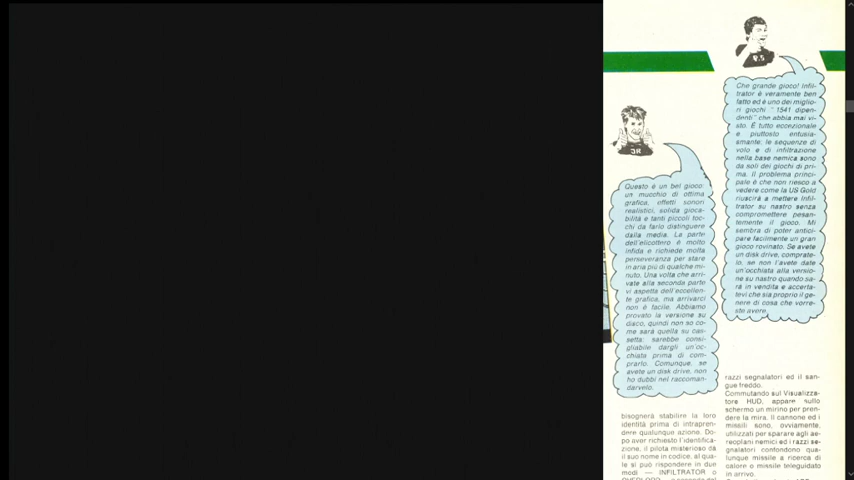 JR
Questo è un bel gioco:
un mucchio di ottima
grafica, effetti sonori
realistici, solida gioca-
bilità e tanti piccoli toc-
chi da farlo distinguere
dalla media. La parte
dell'elicottero è molto
infida e richiede molta
perseveranza per stare
in aria più di qualche mi-
nuto. Una volta che arri-
vate alla seconda parte
vi aspetta dell'eccellen-
te grafica, ma arrivarci
non è facile. Abbiamo
provato la versione su
disco, quindi non so co-
me sarà quella su cas-
setta: sarebbe consi-
gliabile dargli un'oc-
chiata prima di com-
prarlo. Comunque, se
avete un disk drive, non
ho dubbi nel raccoman-
darvelo.
bisognerà stabilire la loro
identità prima di intrapren-
dere qualunque azione. Do-
po aver richiesto l'identifica-
zione, il pilota misterioso dà
il suo nome in codice, al qua-
le si può rispondere in due
modi — INFILTRATOR o
Che grande gioco! Infil-
trator è veramente ben
fatto ed è uno dei miglio-
ri giochi "1541 dipen-
denti" che abbia mai vi-
sto. È tutto eccezionale
e piuttosto entusia-
smante: le sequenze di
volo e di infiltrazione
nella base nemica sono
da soli dei giochi di pri-
ma. Il problema princi-
pale è che non riesco a
vedere come la US Gold
riuscirà a mettere Infil-
trator su nastro senza
compromettere pesan-
temente il gioco. Mi
sembra di poter antici-
pare facilmente un gran
gioco rovinato. Se avete
un disk drive, comprate-
lo, se non l'avete date
un'occhiata alla versio-
ne su nastro quando sa-
rà in vendita e accerta-
tevi che sia proprio il ge-
nere di cosa che vorre-
ste avere.
razzi segnalatori ed il san-
gue freddo.
Commutando sul Visualizza-
tore HUD, appare sullo
schermo un mirino per pren-
dere la mira. Il cannone ed i
missili sono, ovviamente,
utilizzati per sparare agli ae-
reoplani nemici ed i razzi se-
gnalatori confondono qua-
lunque missile a ricerca di
calore o missile teleguidato
in arrivo.